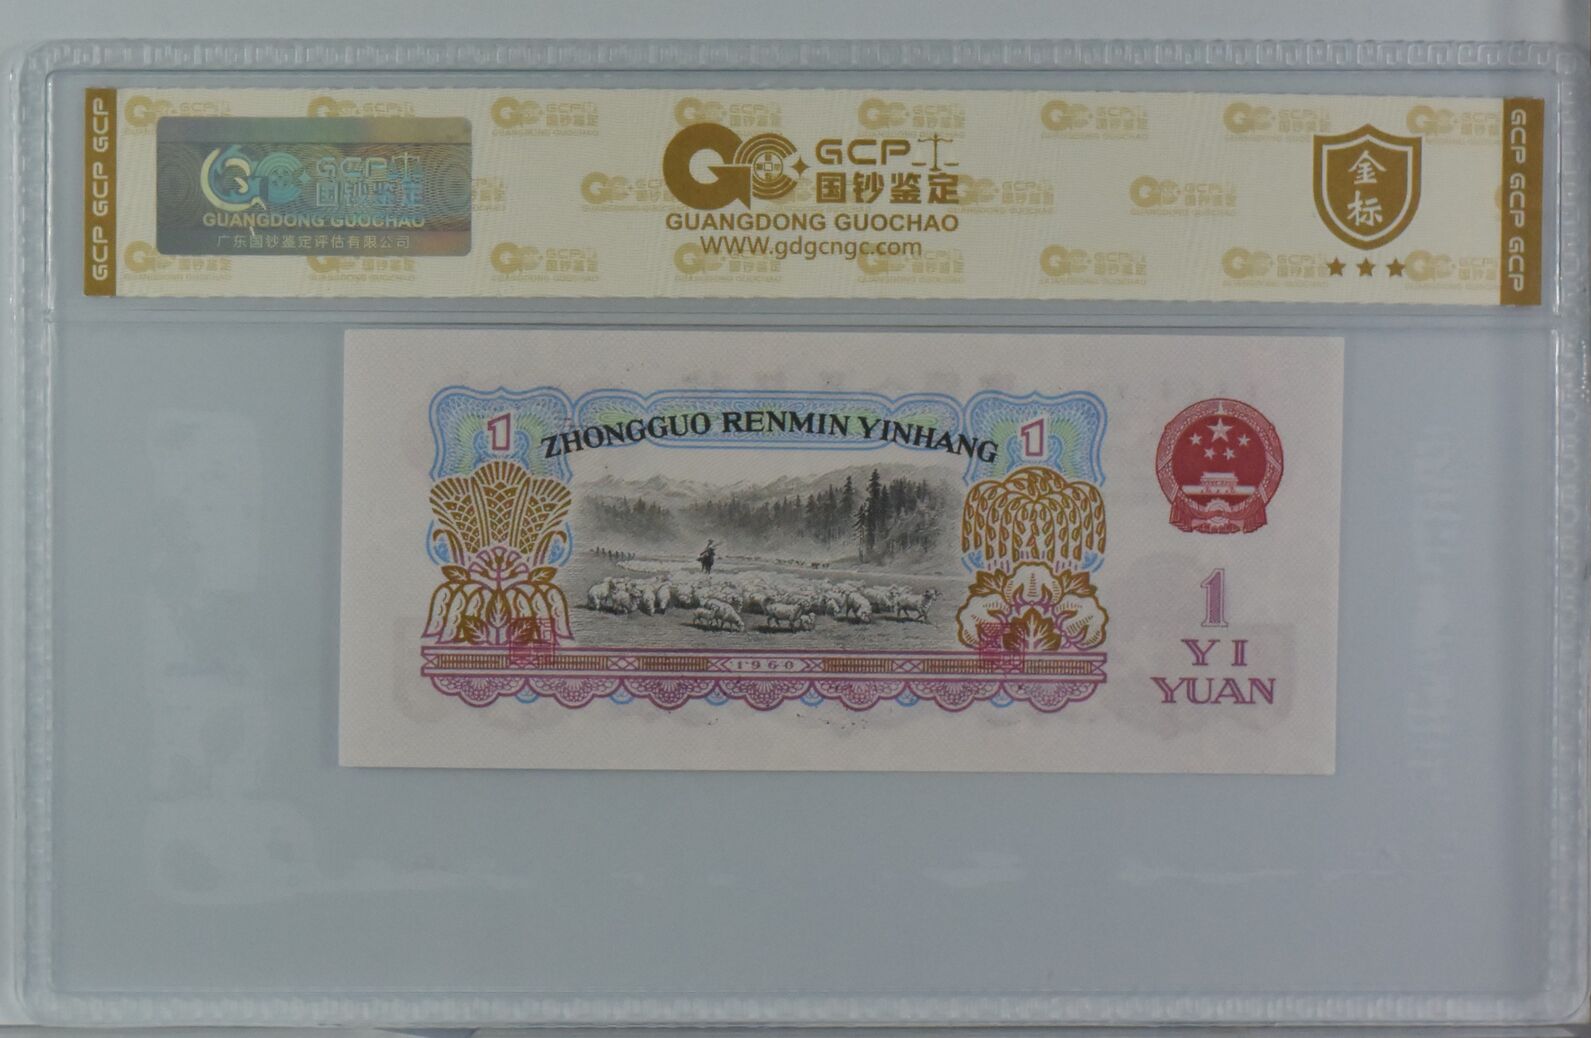 GCP GCP GCP
GCP
国钞鉴定
GUANGDONG GUOCHAO
广东国钞鉴定评估有限公司
GCP
国钞鉴定
GUANGDONG GUOCHAO
WWW.gdgcngc.com
金标
GCP GCP GCP
1
ZHONGGUO RENMIN YINHANG
1
1960
1
YI
YUAN